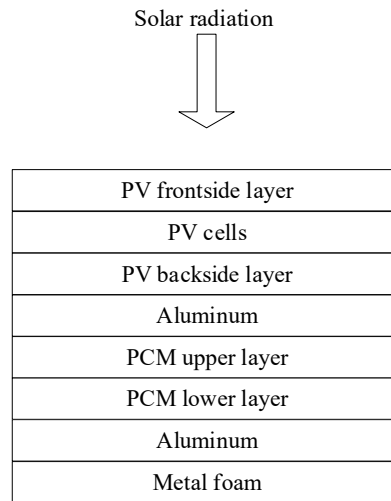 Solar radiation
PV frontside layer
PV cells
PV backside layer
Aluminum
PCM upper layer
PCM lower layer
Aluminum
Metal foam